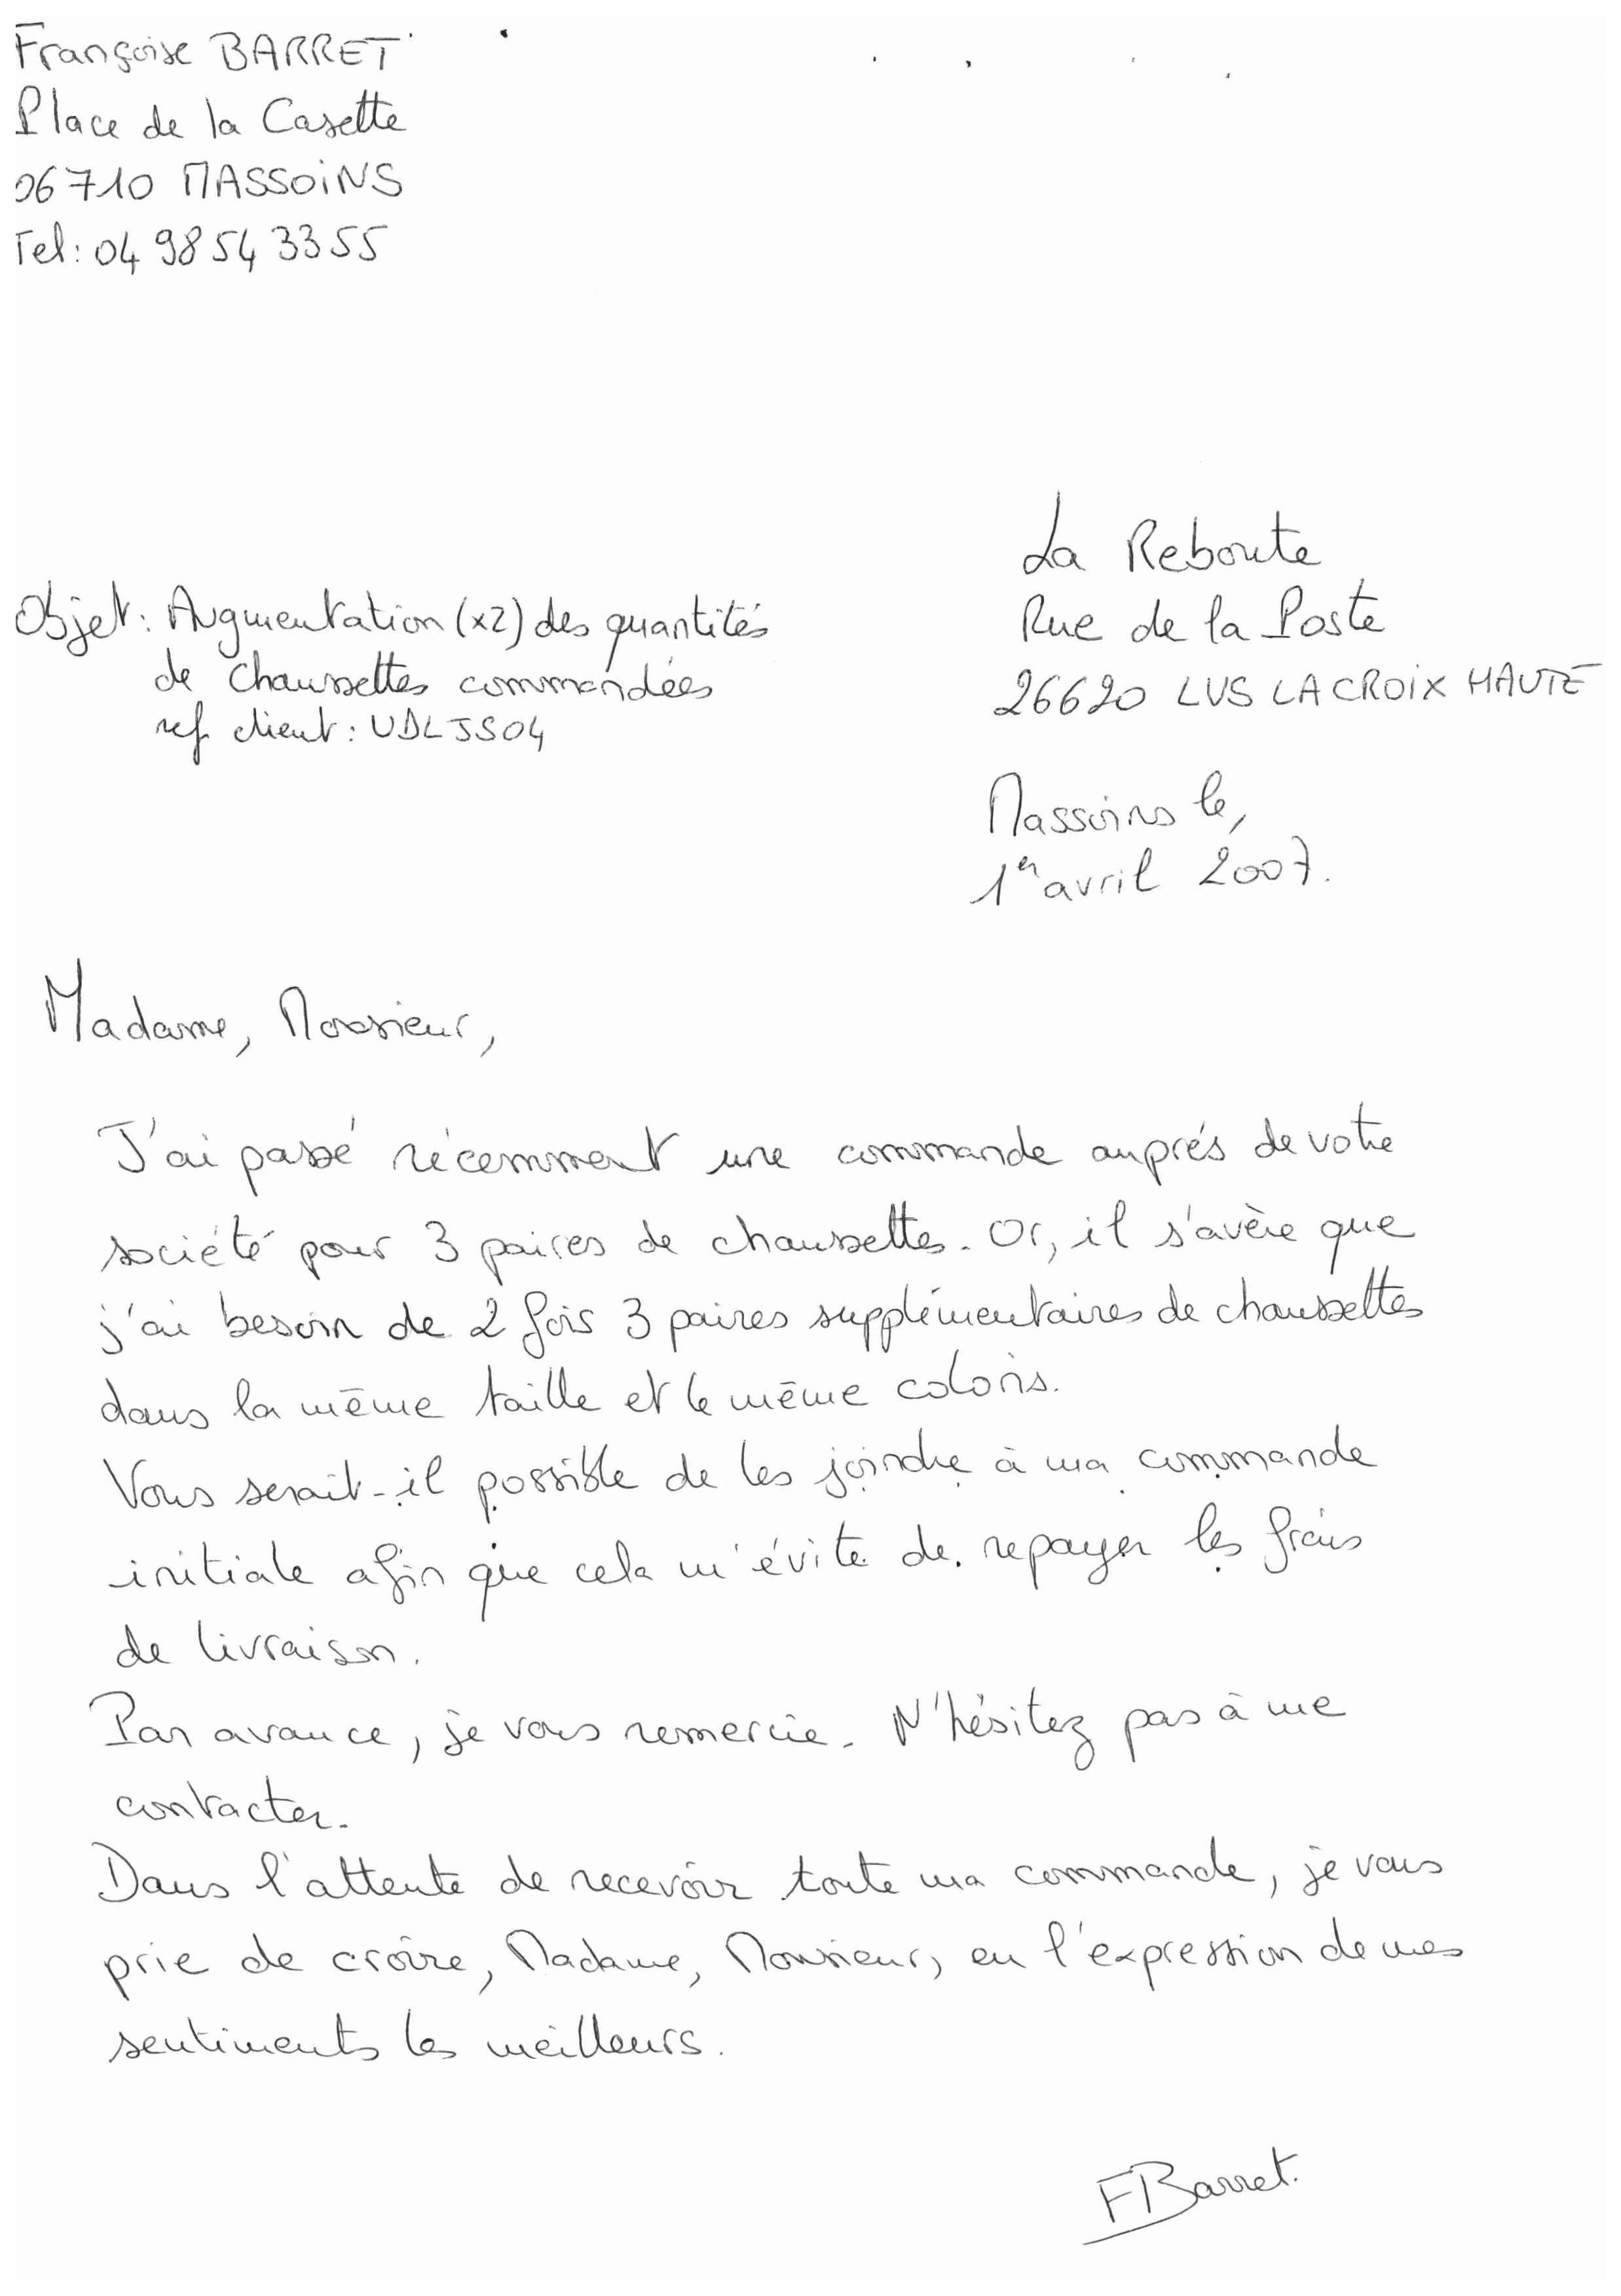 Françoise BARRET
Place de la Casette
06710 MASSOINS
Tel: 04 98 54 33 55
La Reboute
Rue de la Poste
26620 LUS LA CROIX HAUTE
Objet: Augmentation (x2) des quantités
de chaussettes commandées
ref client: UDLJS04
Massoins le,
1er avril 2007.
Madame, Monsieur,
J'ai passé récemment une commande auprés de votre
société pour 3 paires de chaussettes. Or, il s'avère que
j'ai besoin de 2 fois 3 paires supplémentaires de chaussettes
dans la même taille et le même coloris.
Vous serait-il possible de les joindre à ma commande
initiale afin que cela m'évite de repayer les frais
de livraison.
Par avance, je vous remercie. N'hésitez pas à me
contacter.
Dans l'attente de recevoir toute ma commande, je vous
prie de croire, Madame, Monsieur, en l'expression de mes
sentiments les meilleurs.
FBarret.